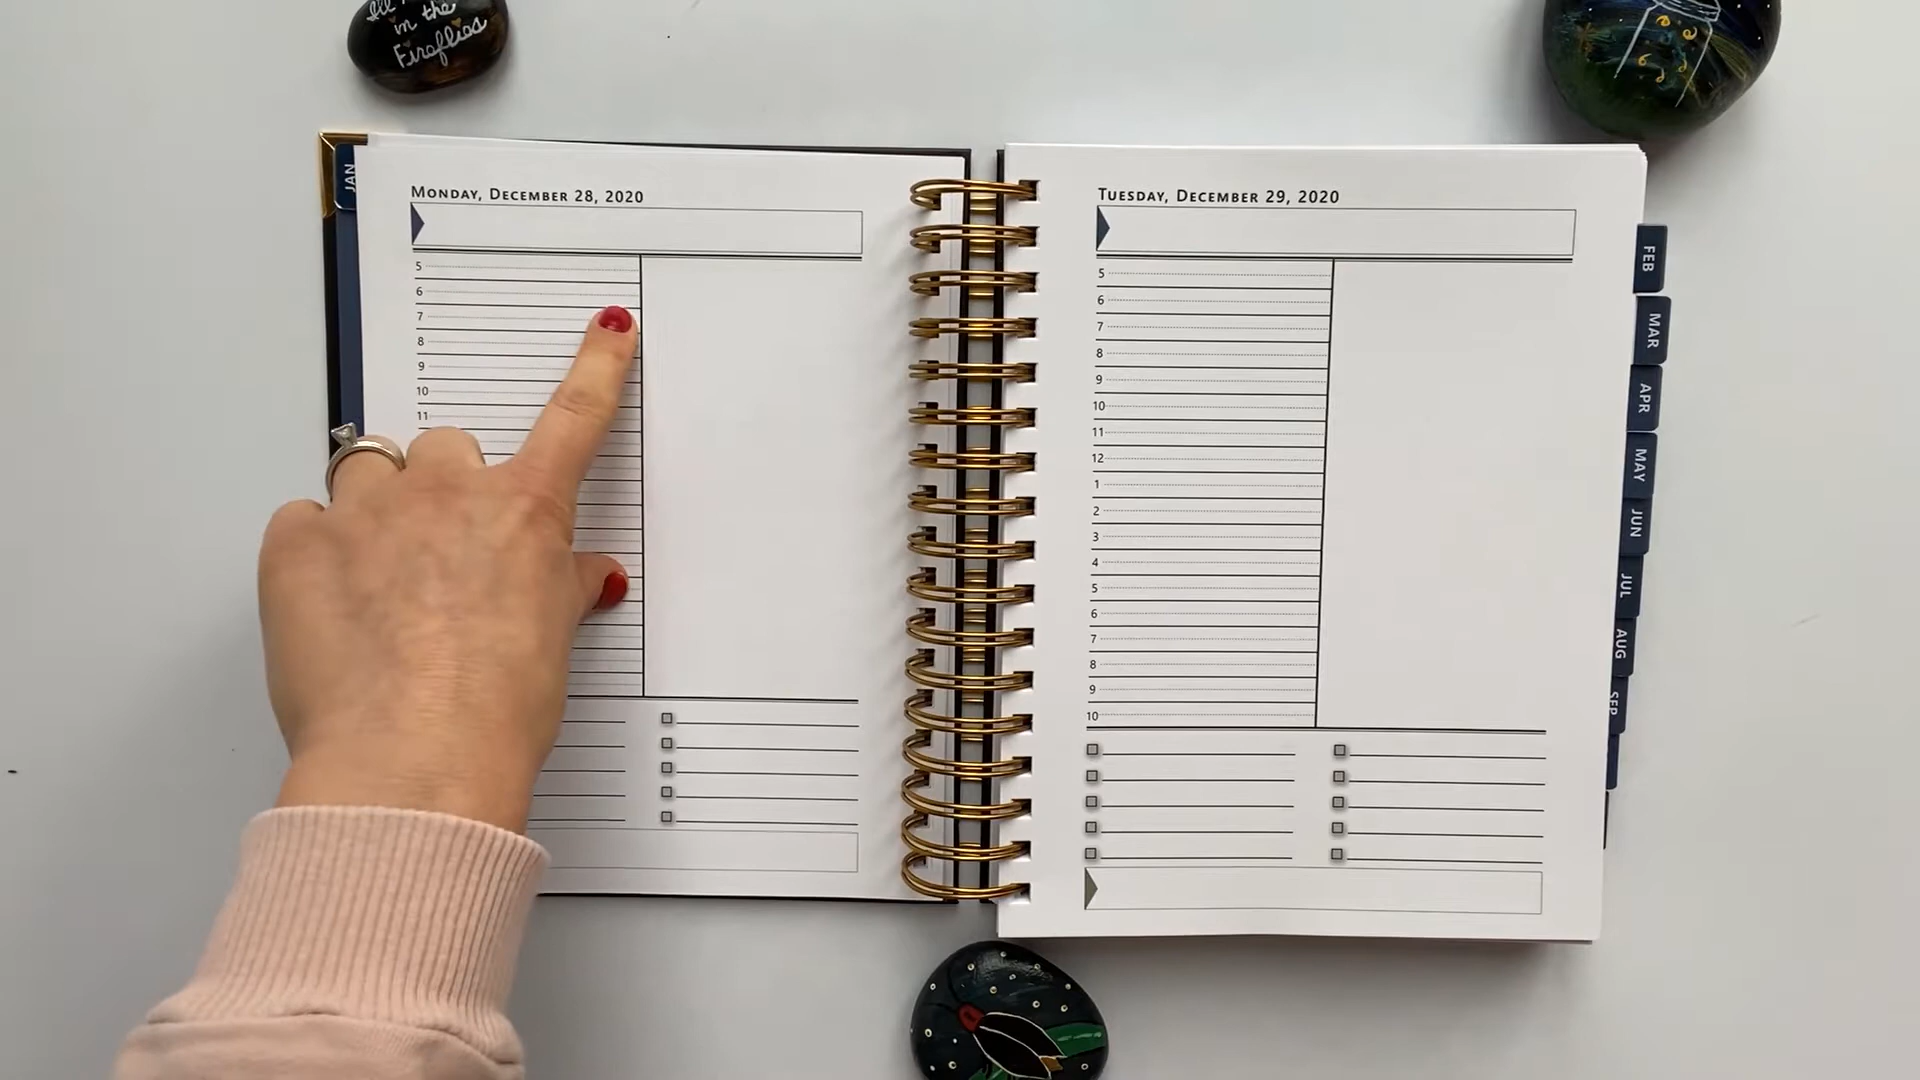 in the
Fireflies
JAN
MONDAY, DECEMBER 28, 2020
5
6
7
8
9
10
11
TUESDAY, DECEMBER 29, 2020
5
6
7
8
9
10
11
12
1
2
3
4
5
6
7
8
9
10
FEB
MAR
APR
MAY
JUN
JUL
AUG
SEP